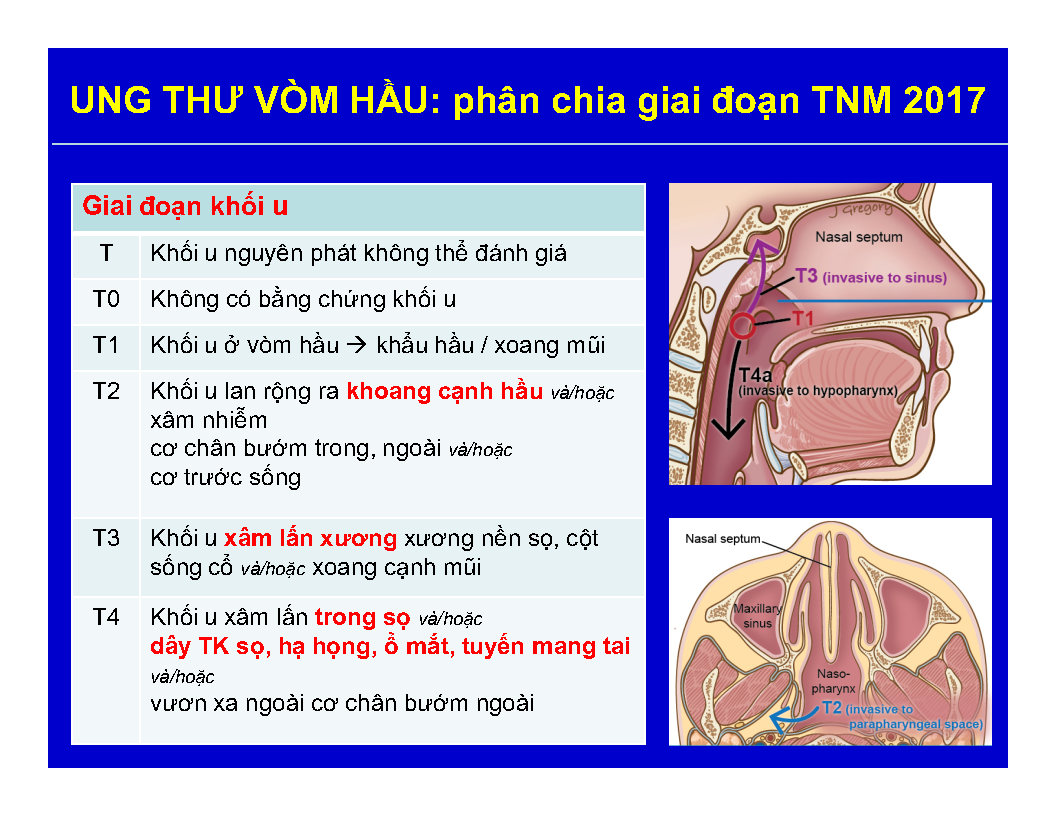 UNG THƯ VÒM HẦU: phân chia giai đoạn TNM 2017
Giai đoạn khối u
T Khối u nguyên phát không thể đánh giá
T0 Không có bằng chứng khối u
T1 Khối u ở vòm hầu → khẩu hầu / xoang mũi
T2 Khối u lan rộng ra khoang cạnh hầu và/hoặc
xâm nhiễm
cơ chân bướm trong, ngoài và/hoặc
cơ trước sống
T3 Khối u xâm lấn xương xương nền sọ, cột
sống cổ và/hoặc xoang cạnh mũi
T4 Khối u xâm lấn trong sọ và/hoặc
dây TK sọ, hạ họng, ổ mắt, tuyến mang tai
và/hoặc
vươn xa ngoài cơ chân bướm ngoài
J Gregory
Nasal septum
T3 (invasive to sinus)
T1
T4a
(invasive to hypopharynx)
Nasal septum
Maxillary
sinus
Naso-
pharynx
T2 (invasive to
parapharyngeal space)